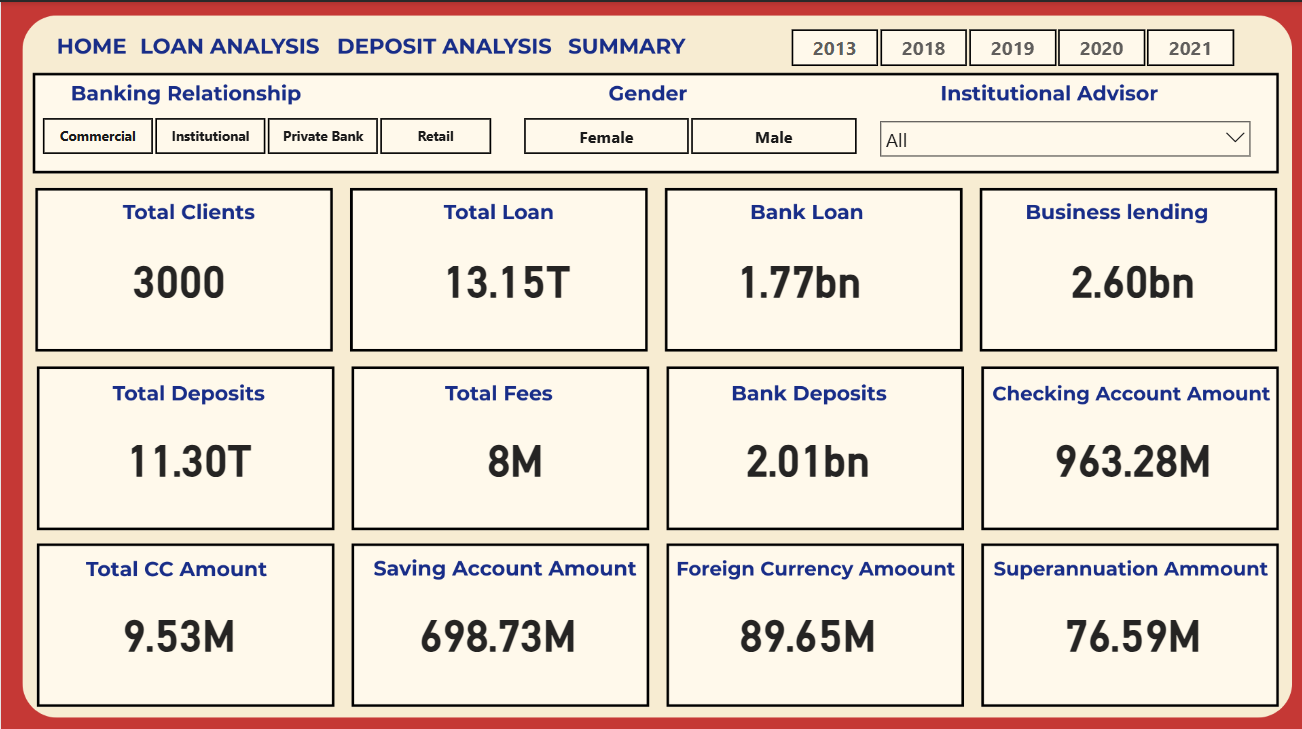 HOME LOAN ANALYSIS DEPOSIT ANALYSIS SUMMARY 2013 2018 2019 2020 2021
Banking Relationship Gender Institutional Advisor
Commercial Institutional Private Bank Retail Female Male All
Total Clients Total Loan Bank Loan Business lending
3000 13.15T 1.77bn 2.60bn
Total Deposits Total Fees Bank Deposits Checking Account Amount
11.30T 8M 2.01bn 963.28M
Total CC Amount Saving Account Amount Foreign Currency Amoount Superannuation Ammount
9.53M 698.73M 89.65M 76.59M